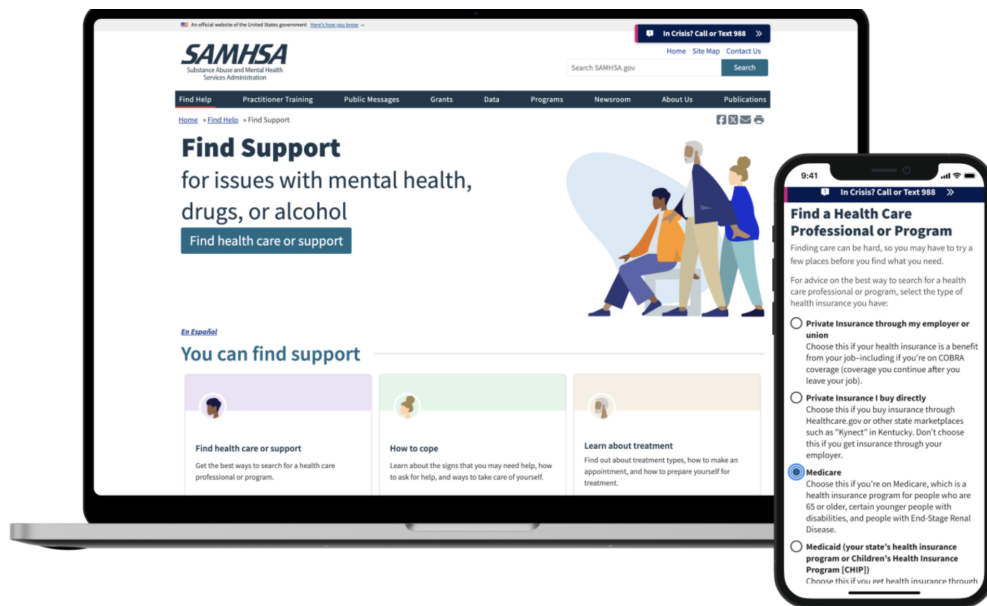 An official website of the United States government Here's how you know
In Crisis? Call or Text 988
Home Site Map Contact Us
SAMHSA
Substance Abuse and Mental Health
Services Administration
Search SAMHSA.gov
Search
Find Help Practitioner Training Public Messages Grants Data Programs Newsroom About Us Publications
Home » Find Help » Find Support
Find Support
for issues with mental health,
drugs, or alcohol
Find health care or support
En Español
You can find support
Find health care or support
Get the best ways to search for a health care
professional or program.
How to cope
Learn about the signs that you may need help, how
to ask for help, and ways to take care of yourself.
Learn about treatment
Find out about treatment types, how to make an
appointment, and how to prepare yourself for
treatment.
9:41
In Crisis? Call or Text 988
Find a Health Care
Professional or Program
Finding care can be hard, so you may have to try a
few places before you find what you need.
For advice on the best way to search for a health
care professional or program, select the type of
health insurance you have:
Private Insurance through my employer or
union
Choose this if your health insurance is a benefit
from your job–including if you're on COBRA
coverage (coverage you continue after you
leave your job).
Private Insurance I buy directly
Choose this if you buy insurance through
Healthcare.gov or other state marketplaces
such as "Kynect" in Kentucky. Don't choose
this if you get insurance through your
employer.
Medicare
Choose this if you're on Medicare, which is a
health insurance program for people who are
65 or older, certain younger people with
disabilities, and people with End-Stage Renal
Disease.
Medicaid (your state's health insurance
program or Children's Health Insurance
Program [CHIP])
Choose this if you get health insurance through